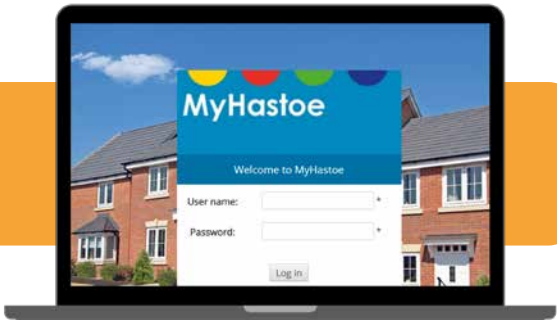 MyHastoe
Welcome to MyHastoe
User name: *
Password: *
Log in